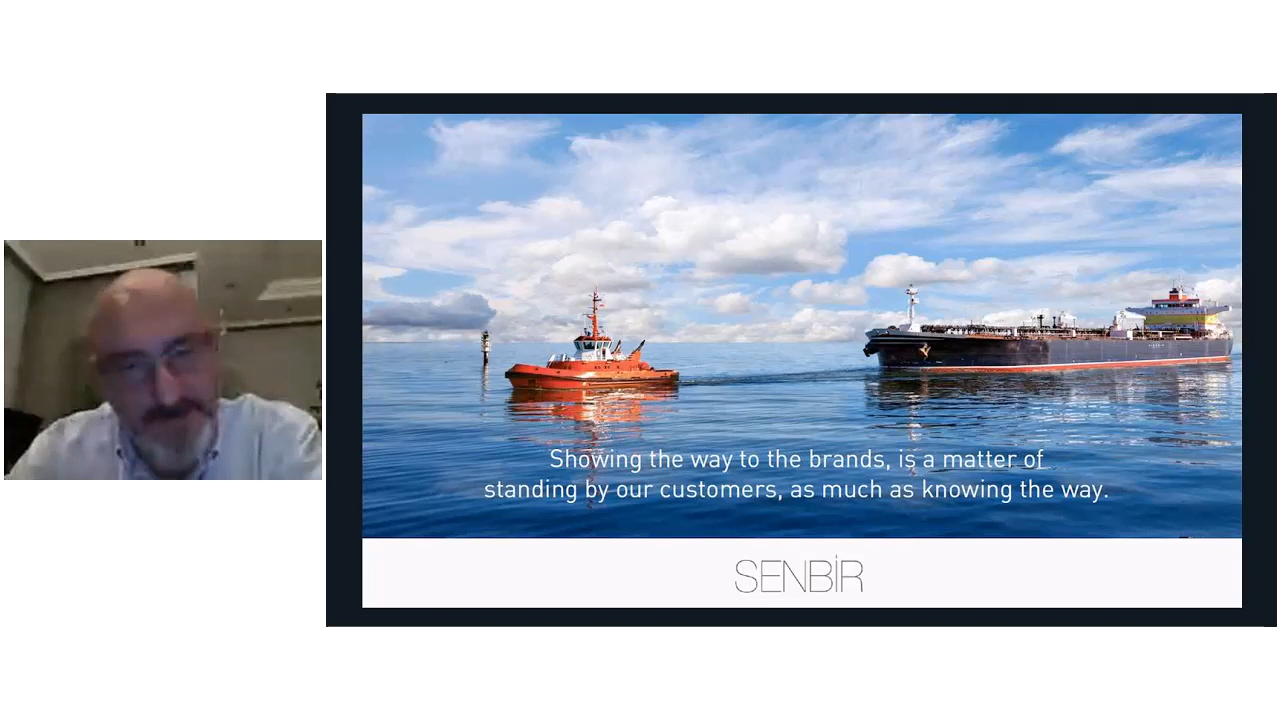 Showing the way to the brands, is a matter of
standing by our customers, as much as knowing the way.
SENBİR